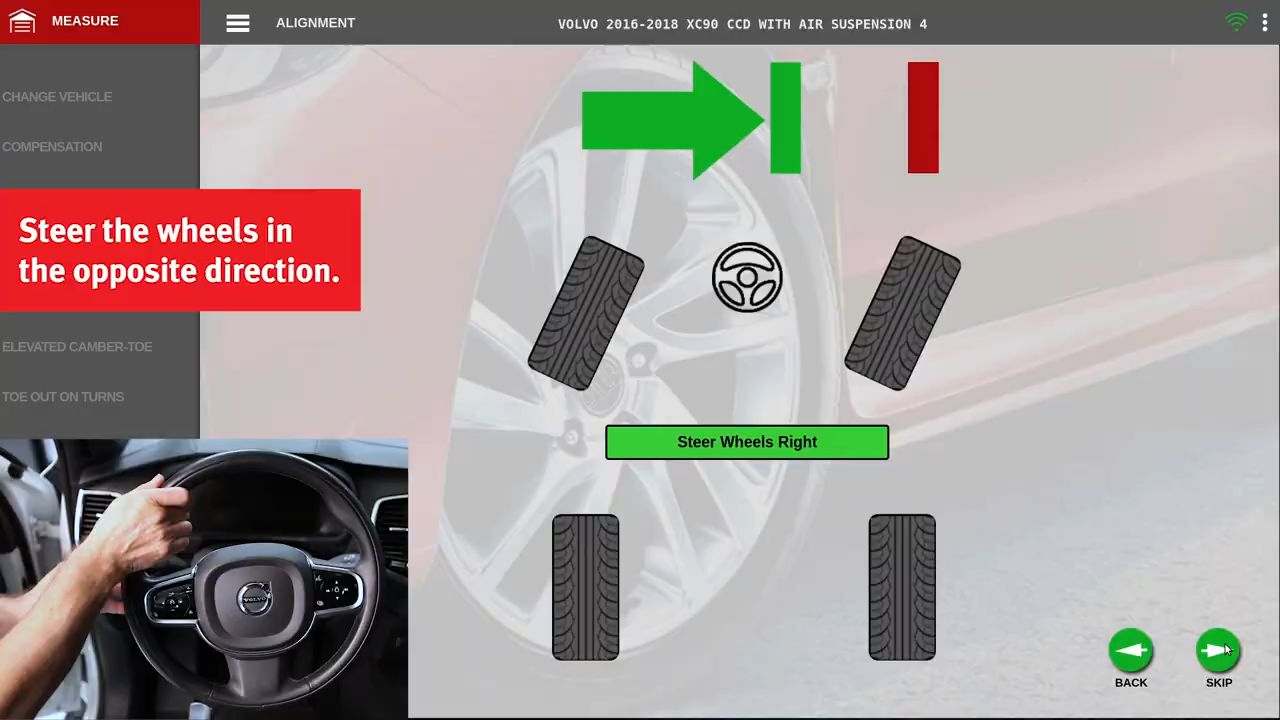 MEASURE
ALIGNMENT
VOLVO 2016-2018 XC90 CCD WITH AIR SUSPENSION 4
CHANGE VEHICLE
COMPENSATION
Steer the wheels in
the opposite direction.
ELEVATED CAMBER-TOE
TOE OUT ON TURNS
Steer Wheels Right
VOLVO
BACK
SKIP